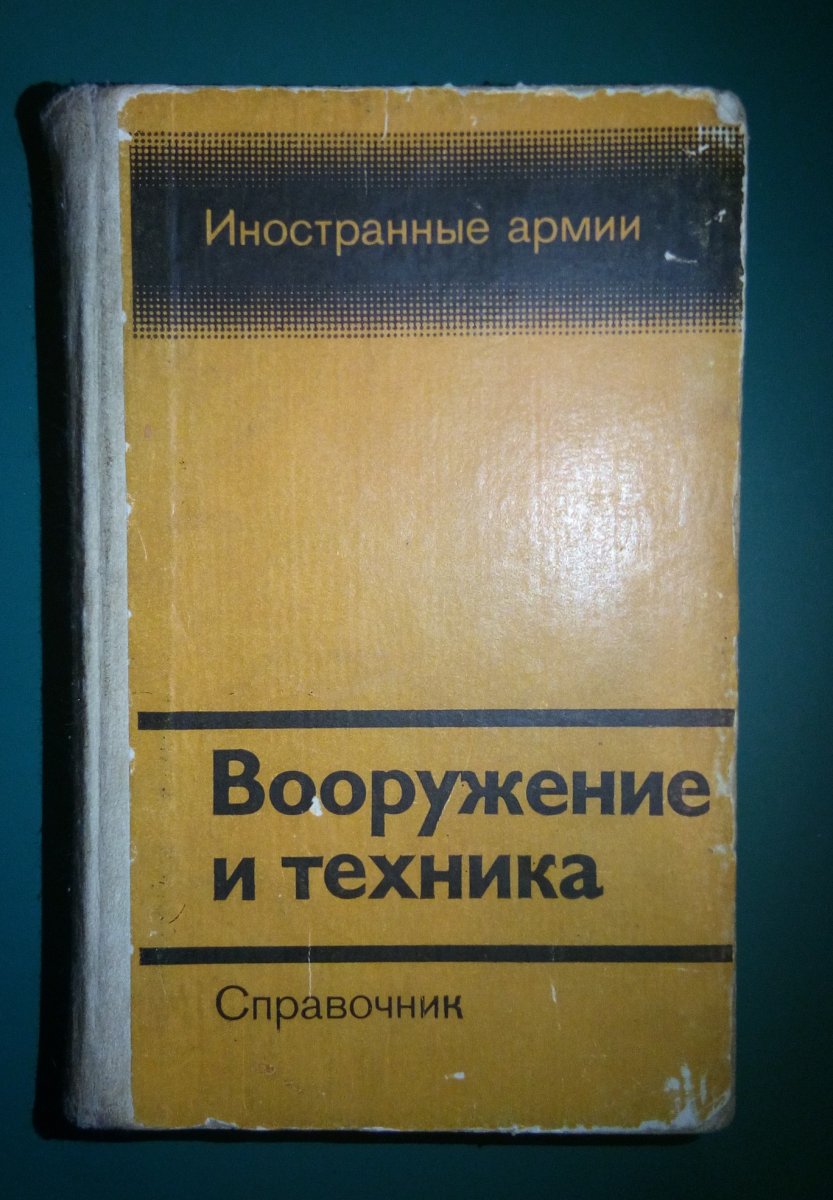 Иностранные армии
Вооружение
и техника
Справочник